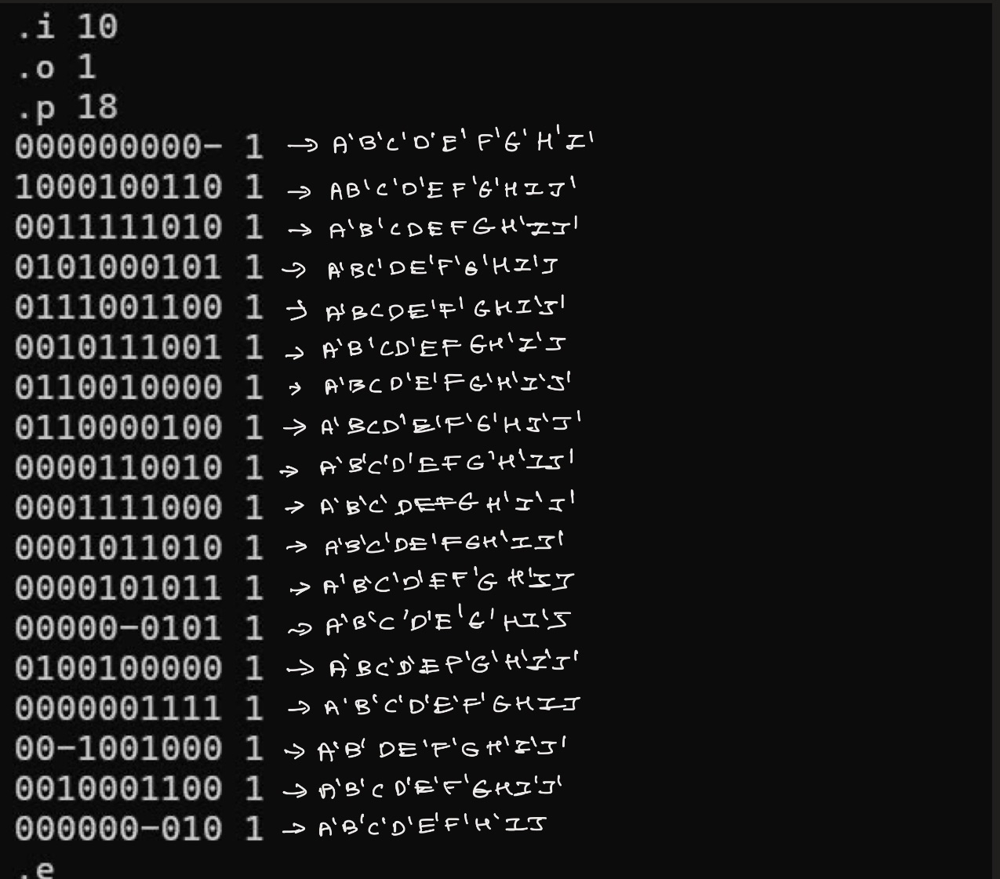 .i 10
.o 1
.p 18
000000000- 1 → A'B'C'D'E'F'G'H'I'
1000100110 1 → AB'C'D'EF'G'HIJ'
0011111010 1 → A'B'CDEFGH'IJ'
0101000101 1 → A'BC'DE'F'G'HI'J
0111001100 1 → A'BCDE'F'GHI'J'
0010111001 1 → A'B'CD'EFGH'I'J
0110010000 1 → A'BCD'E'FG'H'I'J'
0110000100 1 → A'BCD'E'F'G'HI'J'
0000110010 1 → A'B'C'D'EFG'H'IJ'
0001111000 1 → A'B'C'DEFGH'I'J'
0001011010 1 → A'B'C'DE'FGH'IJ'
0000101011 1 → A'B'C'D'EF'GH'IJ
00000-0101 1 → A'B'C'D'E'G'HI'J
0100100000 1 → A'BC'D'EF'G'H'I'J'
0000001111 1 → A'B'C'D'E'F'GHIJ
00-1001000 1 → A'B'DE'F'GH'I'J'
0010001100 1 → A'B'CD'E'F'GHI'J'
000000-010 1 → A'B'C'D'E'F'H'IJ
.e